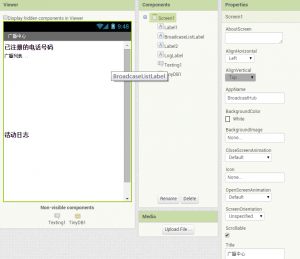 Viewer
Components
Properties
Display hidden components in Viewer
9:48
广播中心
已注册的电话号码
广播列表
BroadcaseListLabel
活动日志
Non-visible components
Texting1
TinyDB1
Screen1
Label1
BroadcaseListLabel
Label2
LogLabel
Texting1
TinyDB1
Rename
Delete
Media
Upload File ...
Screen1
AboutScreen
AlignHorizontal
Left
AlignVertical
Top
AppName
BroadcastHub
BackgroundColor
White
BackgroundImage
None...
CloseScreenAnimation
Default
Icon
None...
OpenScreenAnimation
Default
ScreenOrientation
Unspecified
Scrollable
Title
广播中心